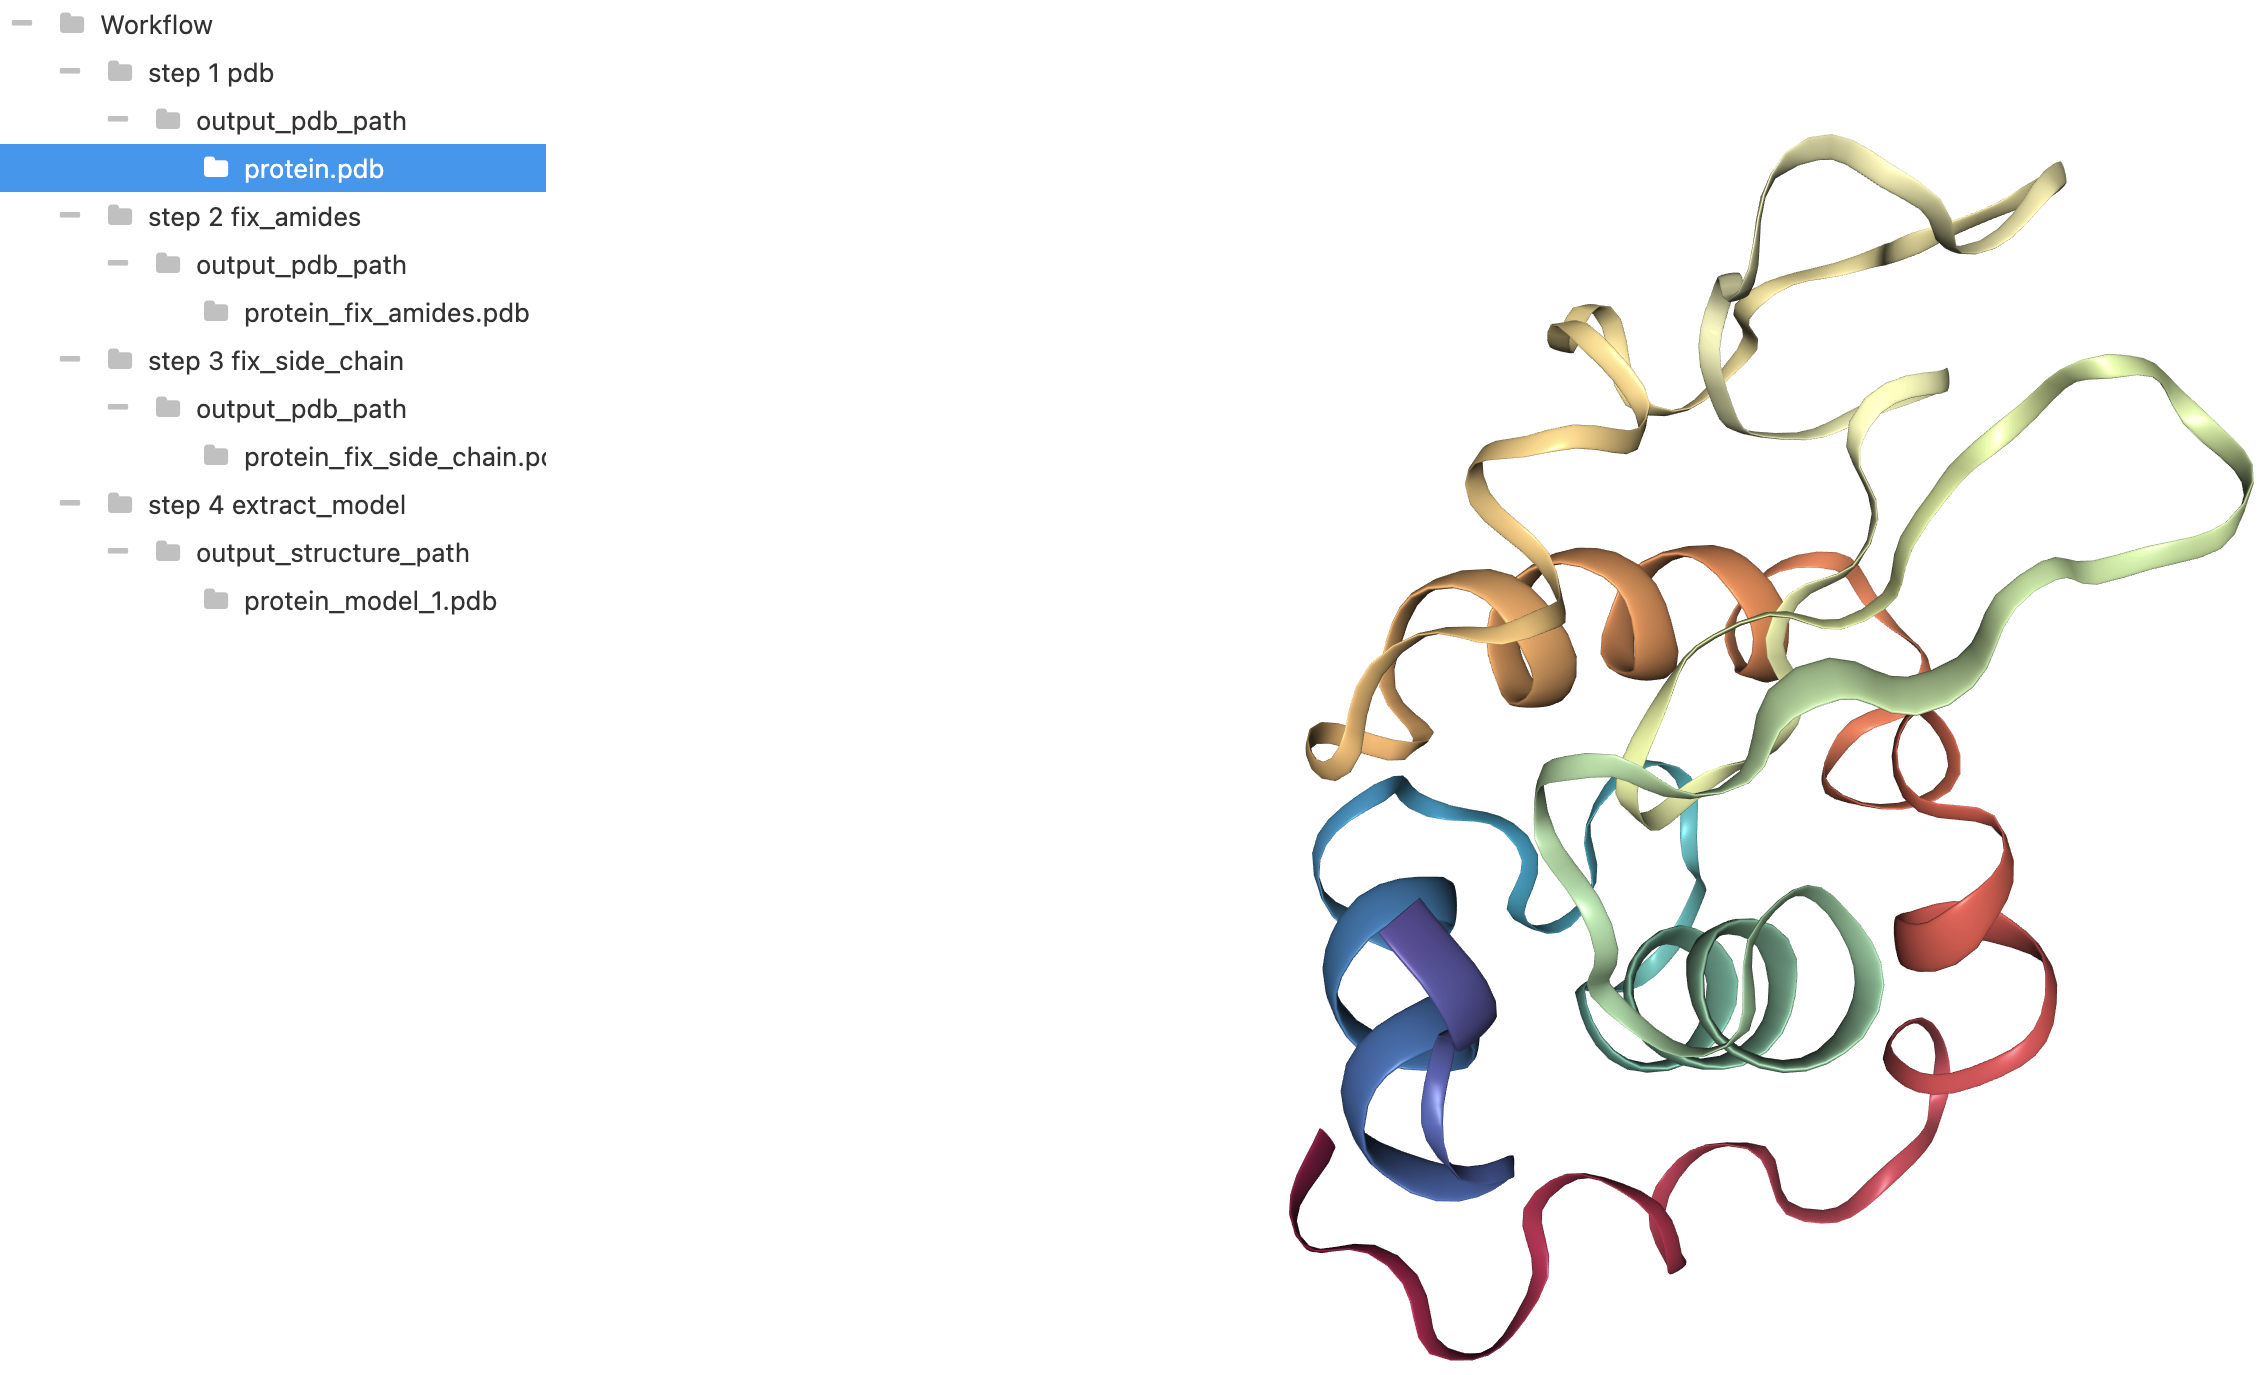 Workflow
step 1 pdb
output_pdb_path
protein.pdb
step 2 fix_amides
output_pdb_path
protein_fix_amides.pdb
step 3 fix_side_chain
output_pdb_path
protein_fix_side_chain.p
step 4 extract_model
output_structure_path
protein_model_1.pdb